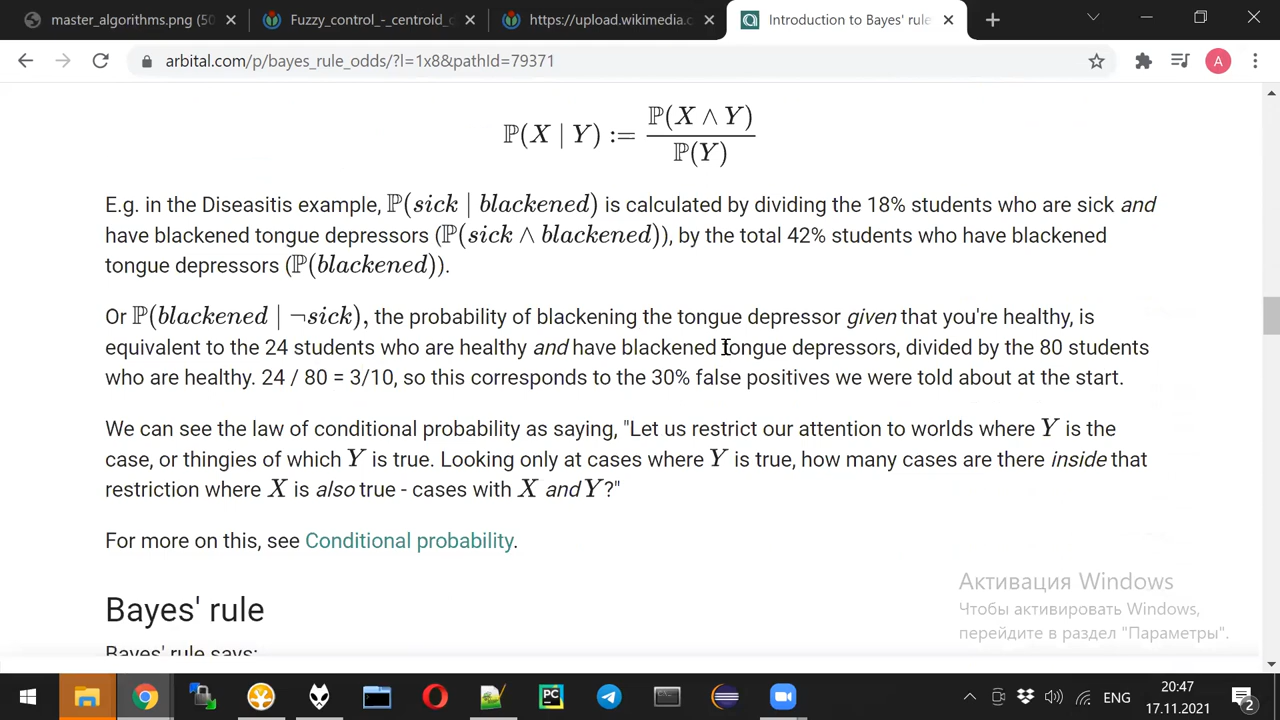 master_algorithms.png (50
Fuzzy_control_-_centroid_c
https://upload.wikimedia.c
Introduction to Bayes' rule
arbital.com/p/bayes_rule_odds/?l=1x8&pathId=79371
A
ℙ(X | Y) := ℙ(X ∧ Y) / ℙ(Y)
E.g. in the Diseasitis example, ℙ(sick | blackened) is calculated by dividing the 18% students who are sick and
have blackened tongue depressors (ℙ(sick ∧ blackened)), by the total 42% students who have blackened
tongue depressors (ℙ(blackened)).
Or ℙ(blackened | ¬sick), the probability of blackening the tongue depressor given that you're healthy, is
equivalent to the 24 students who are healthy and have blackened tongue depressors, divided by the 80 students
who are healthy. 24 / 80 = 3/10, so this corresponds to the 30% false positives we were told about at the start.
We can see the law of conditional probability as saying, "Let us restrict our attention to worlds where Y is the
case, or thingies of which Y is true. Looking only at cases where Y is true, how many cases are there inside that
restriction where X is also true - cases with X and Y?"
For more on this, see Conditional probability.
Bayes' rule
Bayes' rule says:
Активация Windows
Чтобы активировать Windows,
перейдите в раздел "Параметры".
PC
ENG
20:47
17.11.2021
2